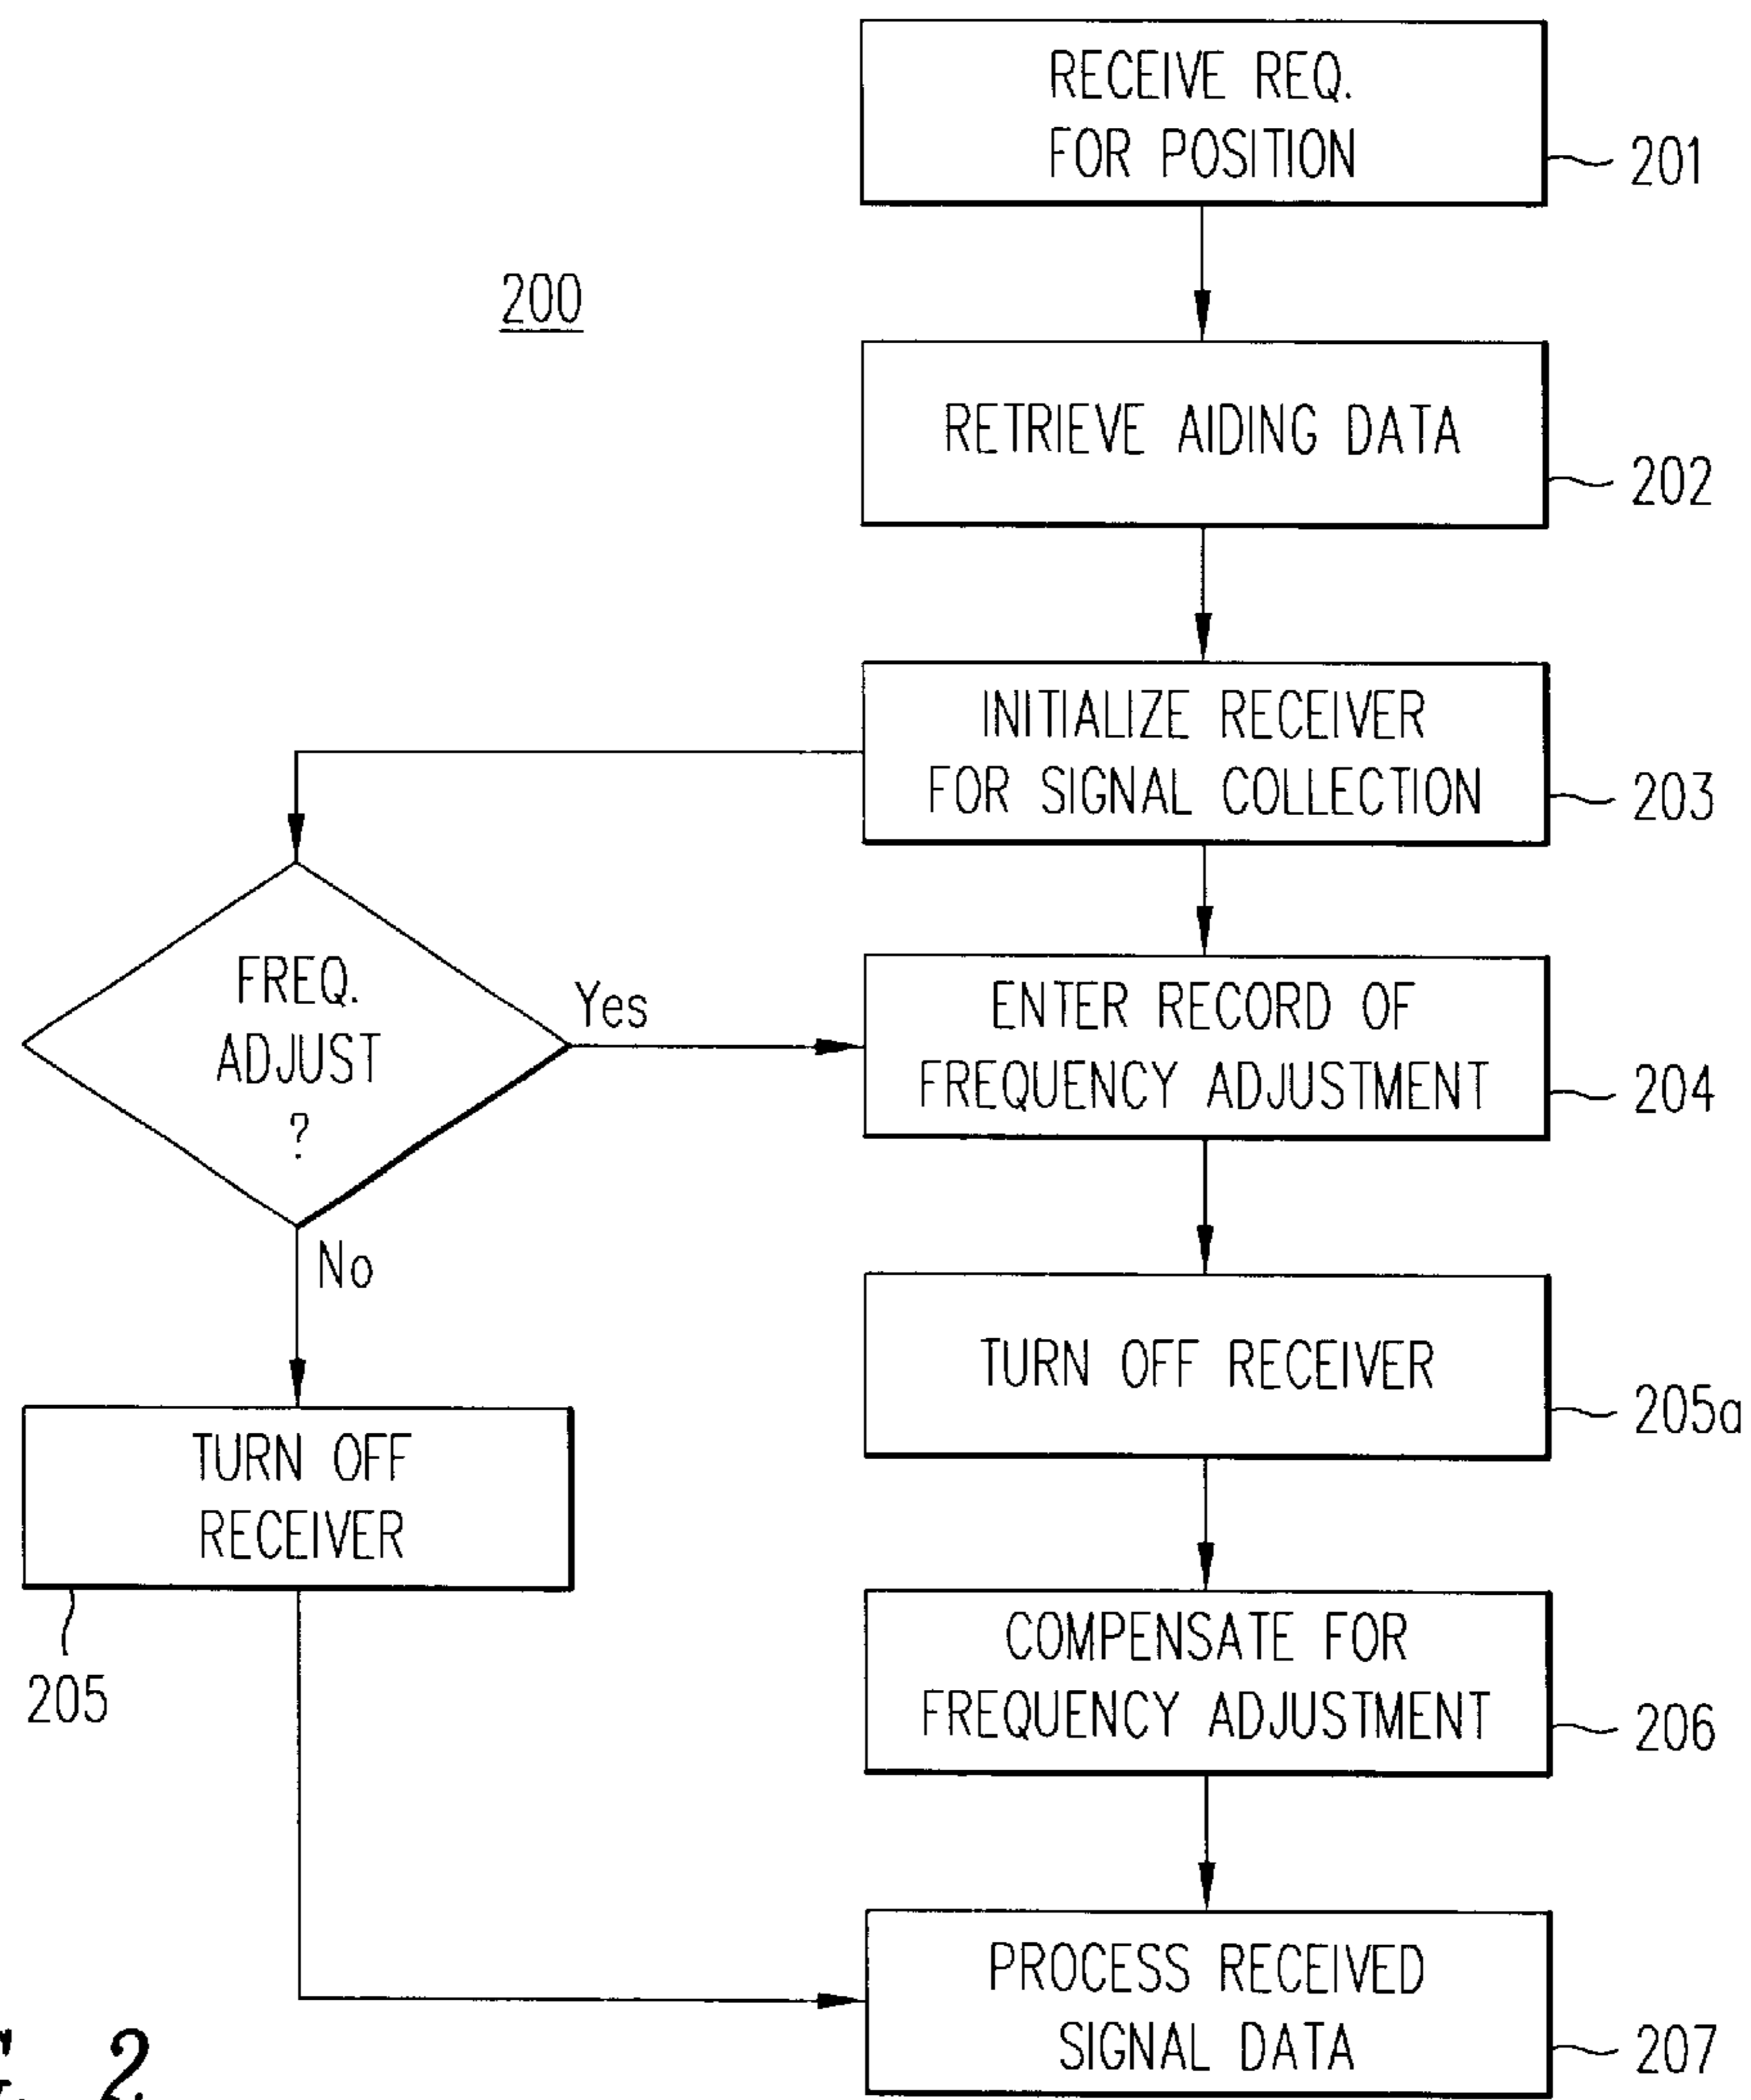 RECEIVE REQ.
FOR POSITION
201
200
RETRIEVE AIDING DATA
202
INITIALIZE RECEIVER
FOR SIGNAL COLLECTION
203
FREQ.
ADJUST
?
Yes
No
ENTER RECORD OF
FREQUENCY ADJUSTMENT
204
TURN OFF RECEIVER
205a
TURN OFF
RECEIVER
205
COMPENSATE FOR
FREQUENCY ADJUSTMENT
206
PROCESS RECEIVED
SIGNAL DATA
207
2